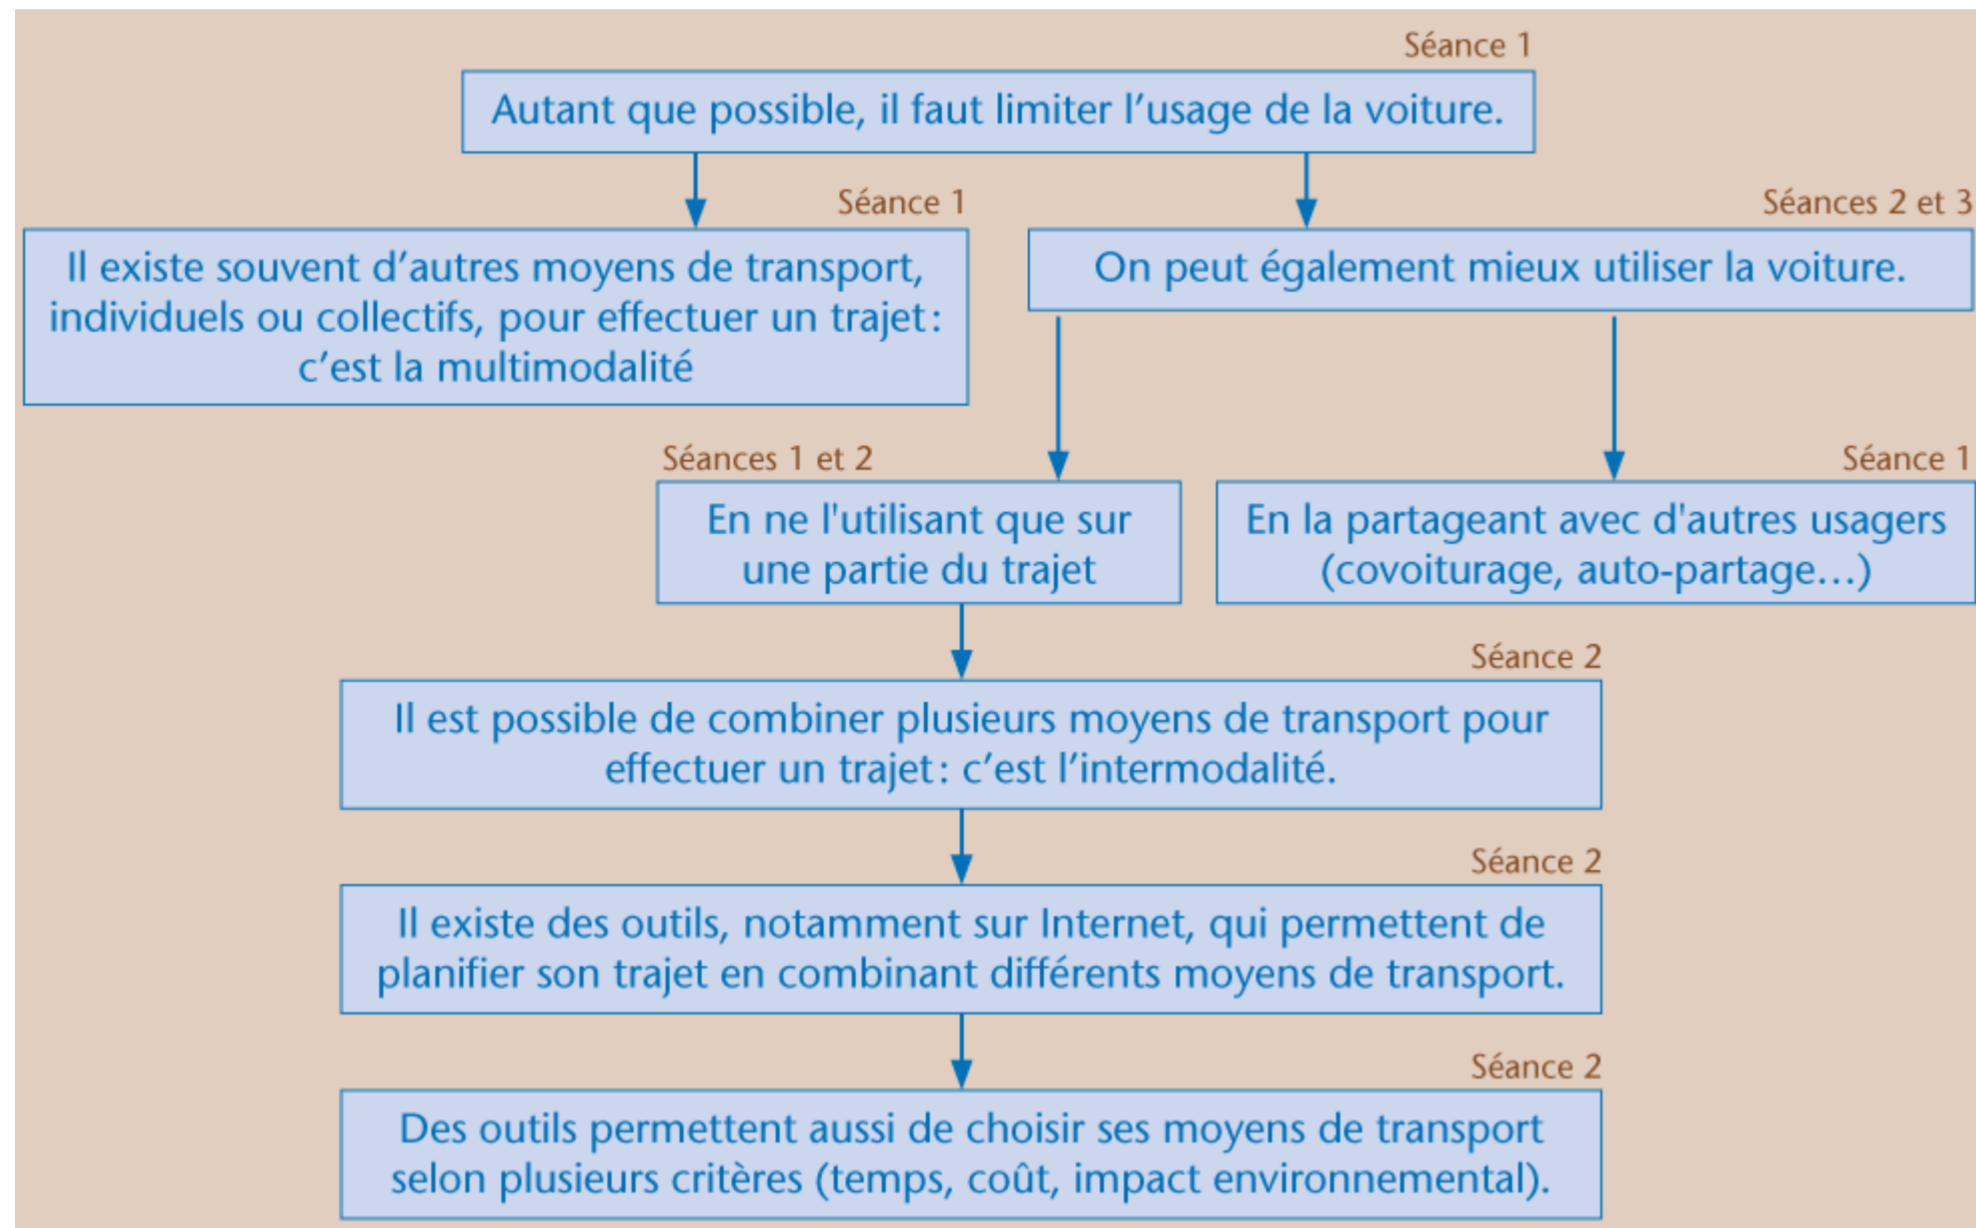 Séance 1
Autant que possible, il faut limiter l’usage de la voiture.
Séance 1
Il existe souvent d’autres moyens de transport,
individuels ou collectifs, pour effectuer un trajet :
c’est la multimodalité
Séances 2 et 3
On peut également mieux utiliser la voiture.
Séances 1 et 2
En ne l'utilisant que sur
une partie du trajet
Séance 1
En la partageant avec d'autres usagers
(covoiturage, auto-partage…)
Séance 2
Il est possible de combiner plusieurs moyens de transport pour
effectuer un trajet : c’est l’intermodalité.
Séance 2
Il existe des outils, notamment sur Internet, qui permettent de
planifier son trajet en combinant différents moyens de transport.
Séance 2
Des outils permettent aussi de choisir ses moyens de transport
selon plusieurs critères (temps, coût, impact environnemental).